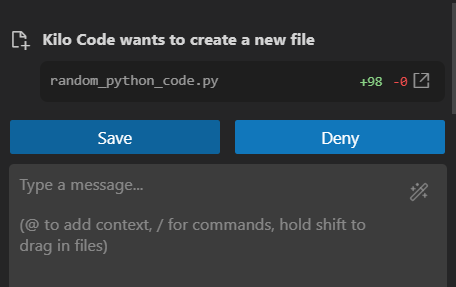 Kilo Code wants to create a new file
random_python_code.py +98 -0
Save Deny
Type a message...
(@ to add context, / for commands, hold shift to
drag in files)